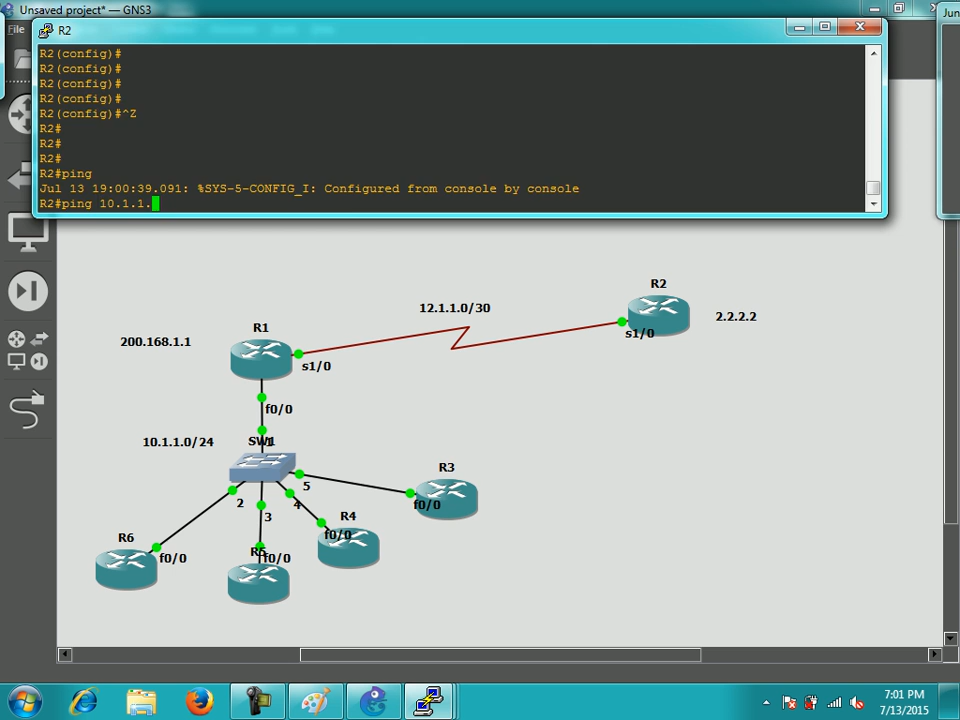 Unsaved project* — GNS3
Jun
File
R2
R2(config)#
R2(config)#
R2(config)#
R2(config)#
R2(config)#^Z
R2#
R2#
R2#
R2#ping
Jul 13 19:00:39.091: %SYS-5-CONFIG_I: Configured from console by console
R2#ping 10.1.1.
R2
12.1.1.0/30
2.2.2.2
R1
s1/0
200.168.1.1
s1/0
f0/0
10.1.1.0/24
SW1
1
5
R3
2
4
f0/0
3
R4
R6
f0/0
f0/0
R5
f0/0
7:01 PM
7/13/2015